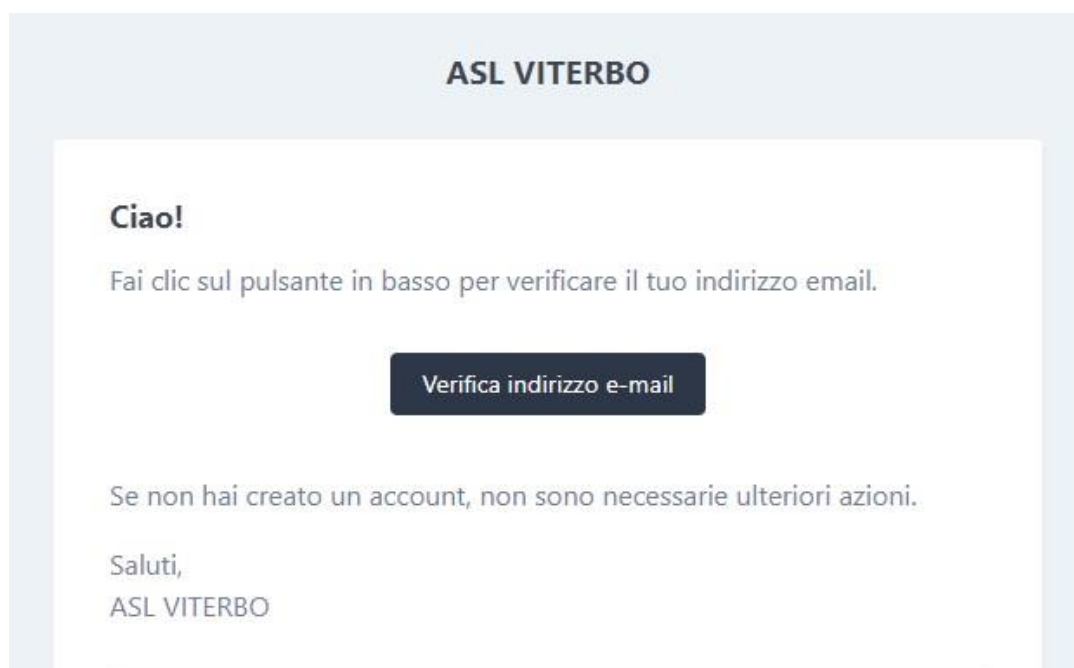 ASL VITERBO
Ciao!
Fai clic sul pulsante in basso per verificare il tuo indirizzo email.
Verifica indirizzo e-mail
Se non hai creato un account, non sono necessarie ulteriori azioni.
Saluti,
ASL VITERBO